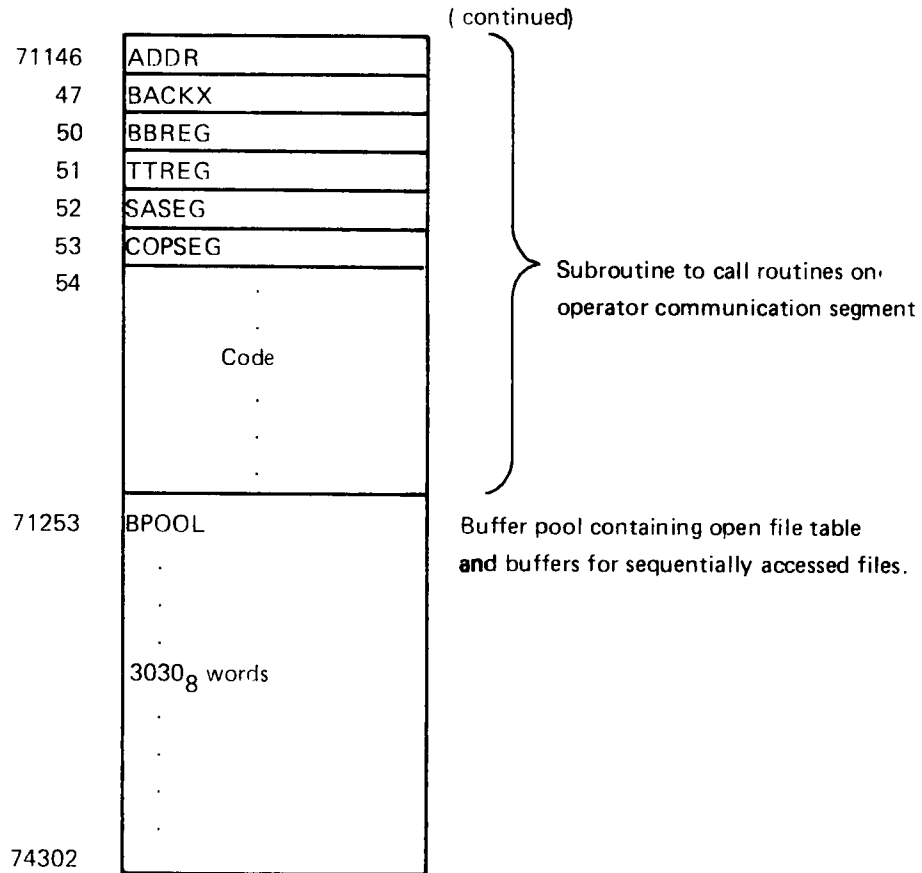 ( continued)
71146 ADDR
47 BACKX
50 BBREG
51 TTREG
52 SASEG
53 COPSEG
54
Code
Subroutine to call routines on
operator communication segment
71253 BPOOL
Buffer pool containing open file table
and buffers for sequentially accessed files.
3030₈ words
74302